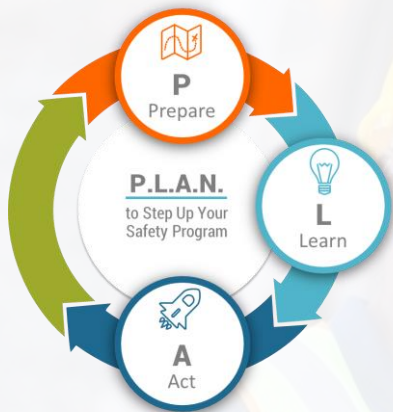 P
Prepare
P.L.A.N.
to Step Up Your
Safety Program
L
Learn
A
Act